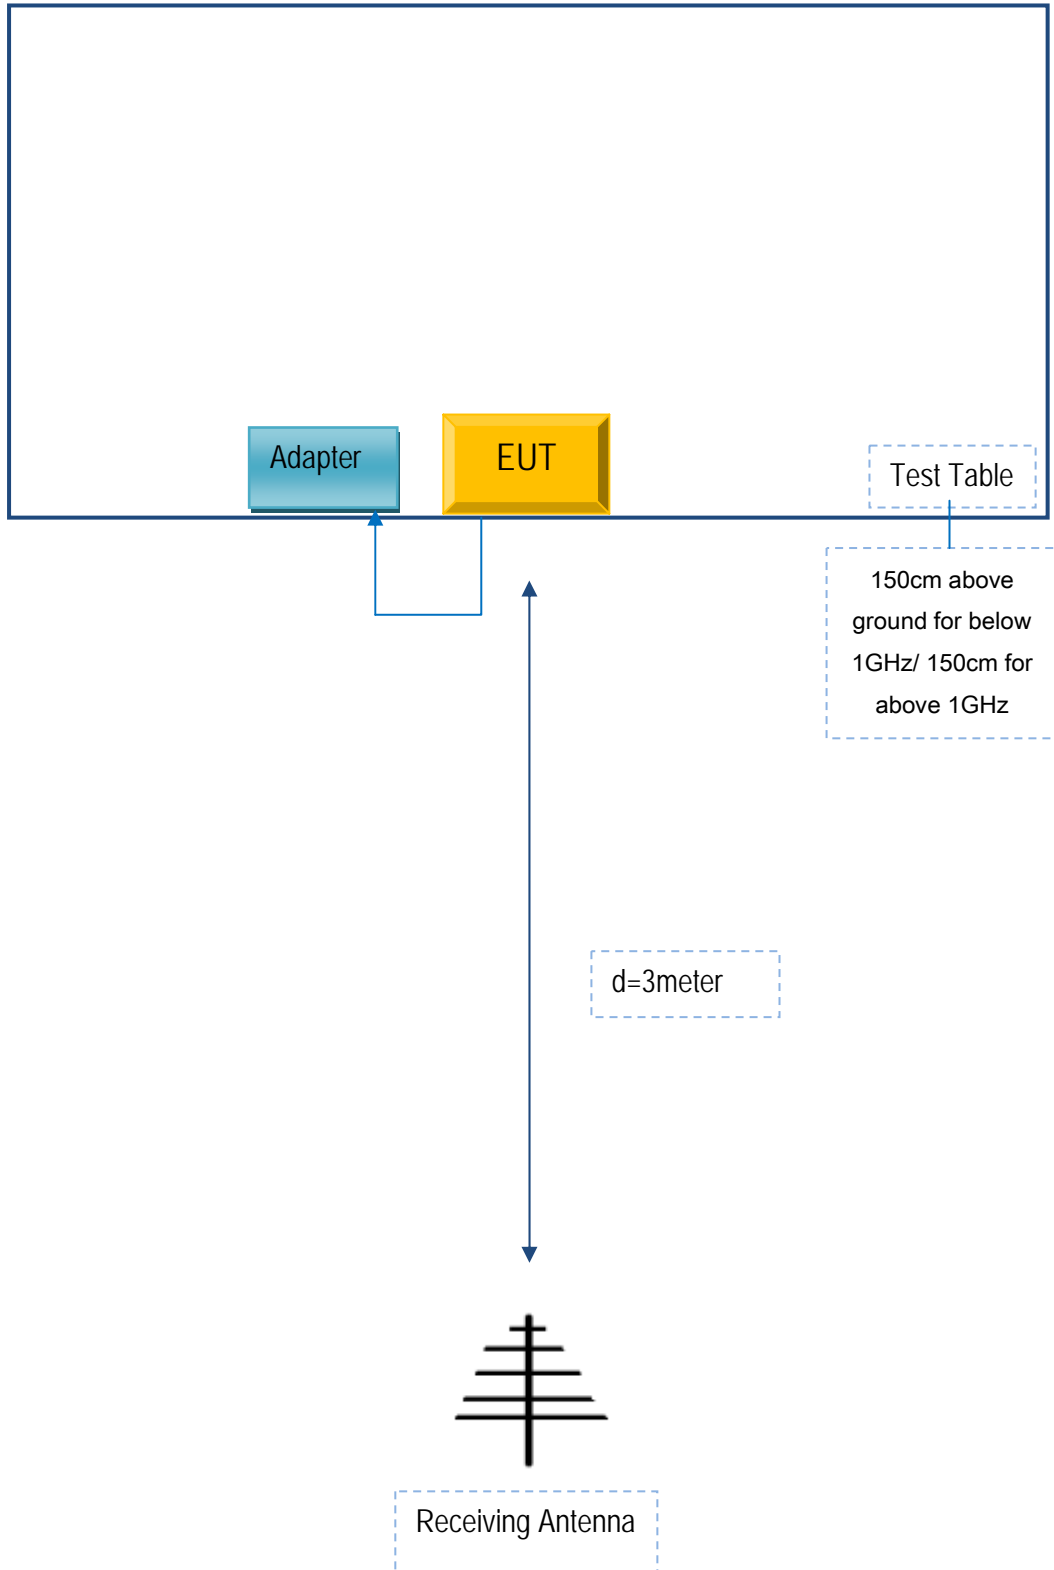 Adapter
EUT
Test Table
150cm above
ground for below
1GHz/ 150cm for
above 1GHz
d=3meter
Receiving Antenna